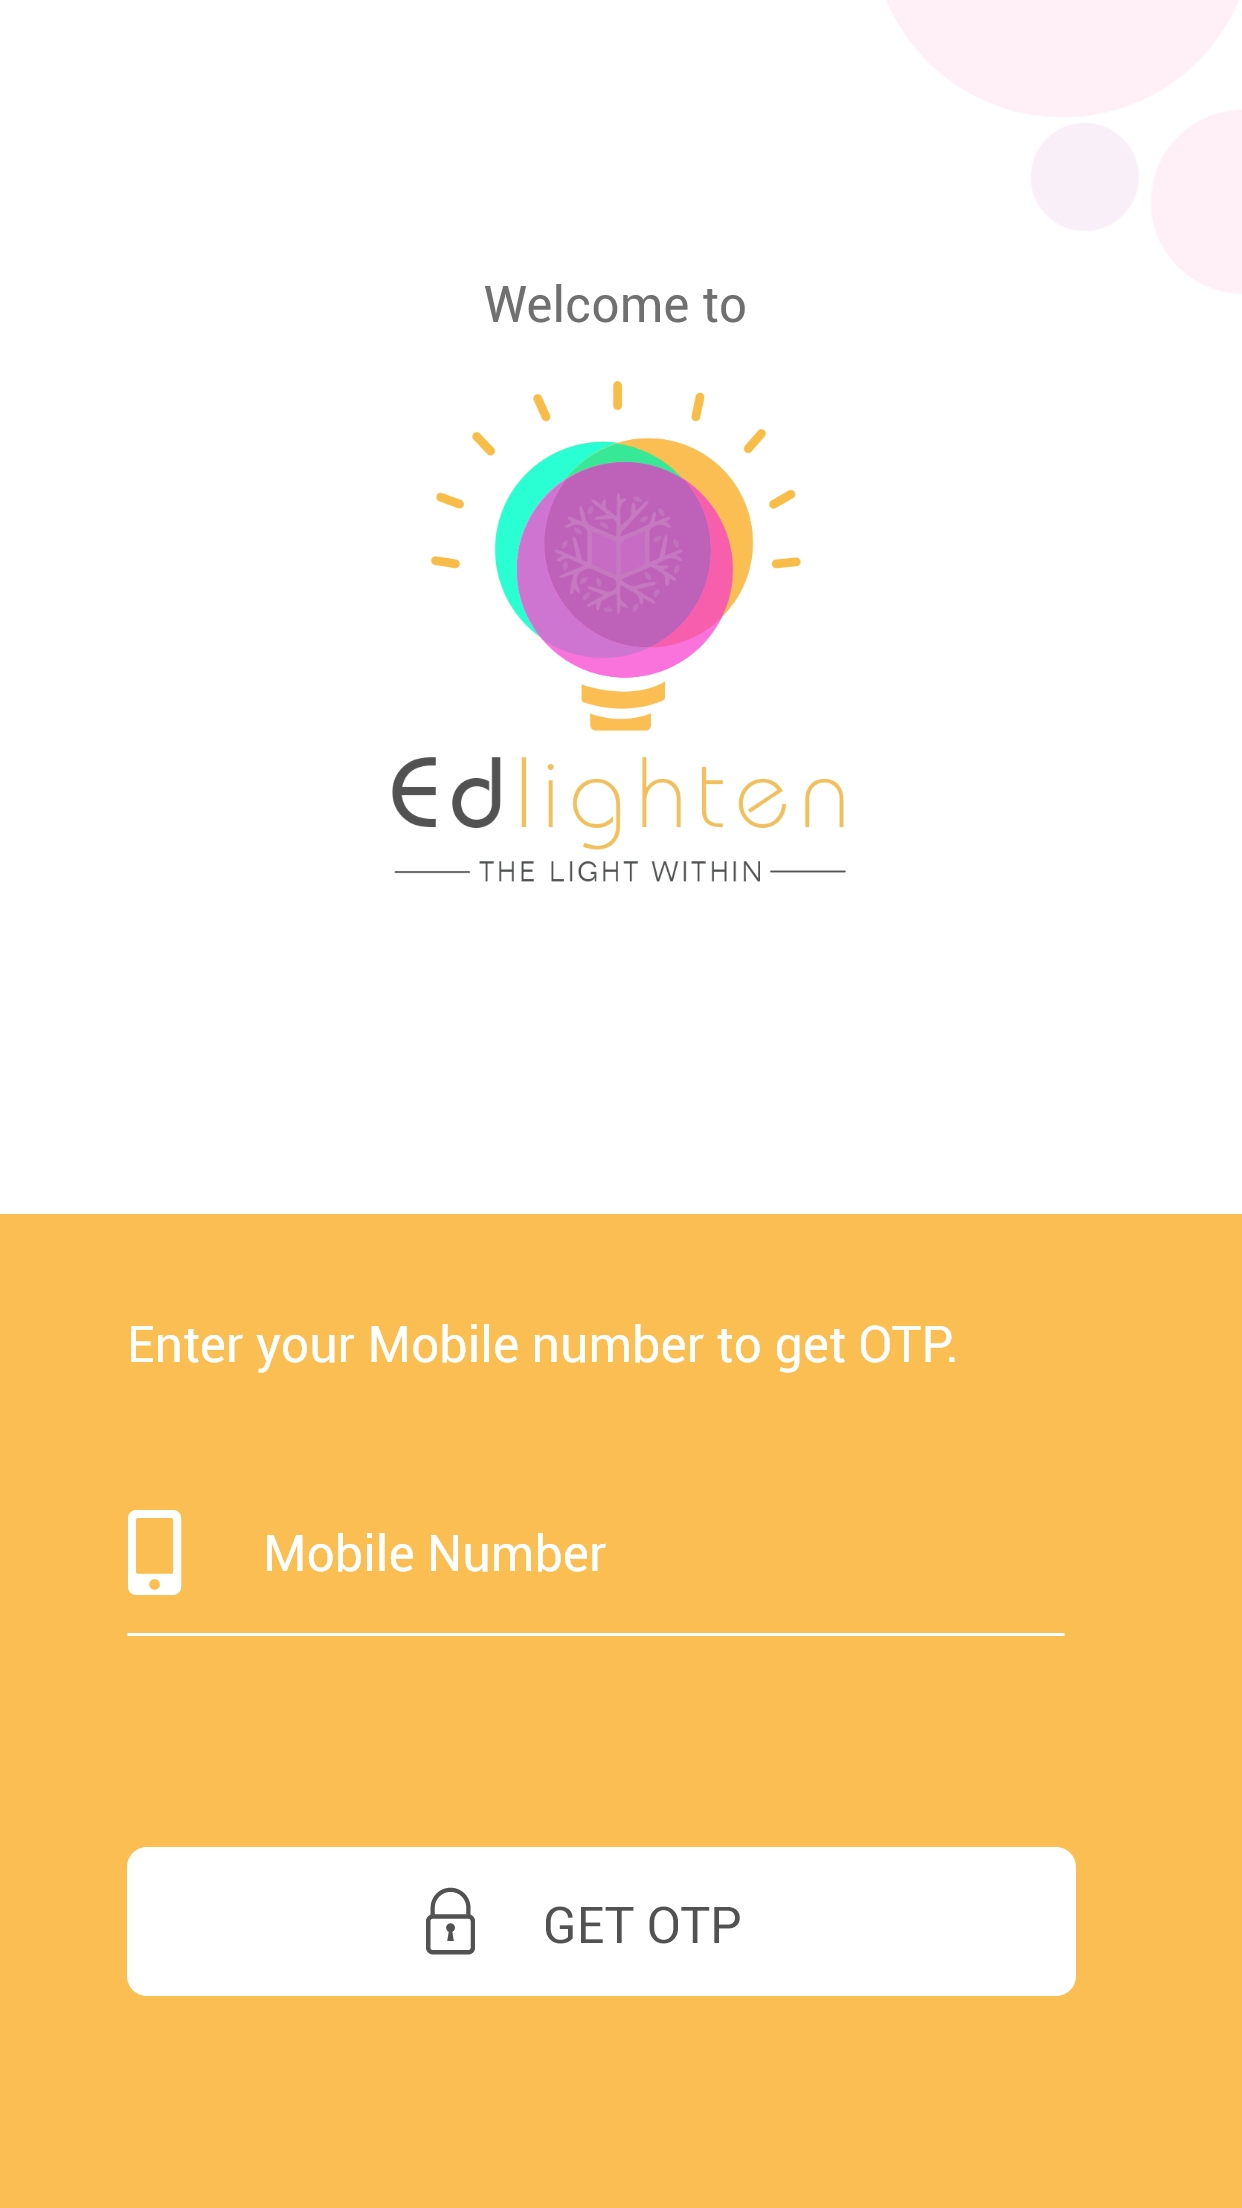 Welcome to
Edlighten
THE LIGHT WITHIN
Enter your Mobile number to get OTP.
Mobile Number
GET OTP